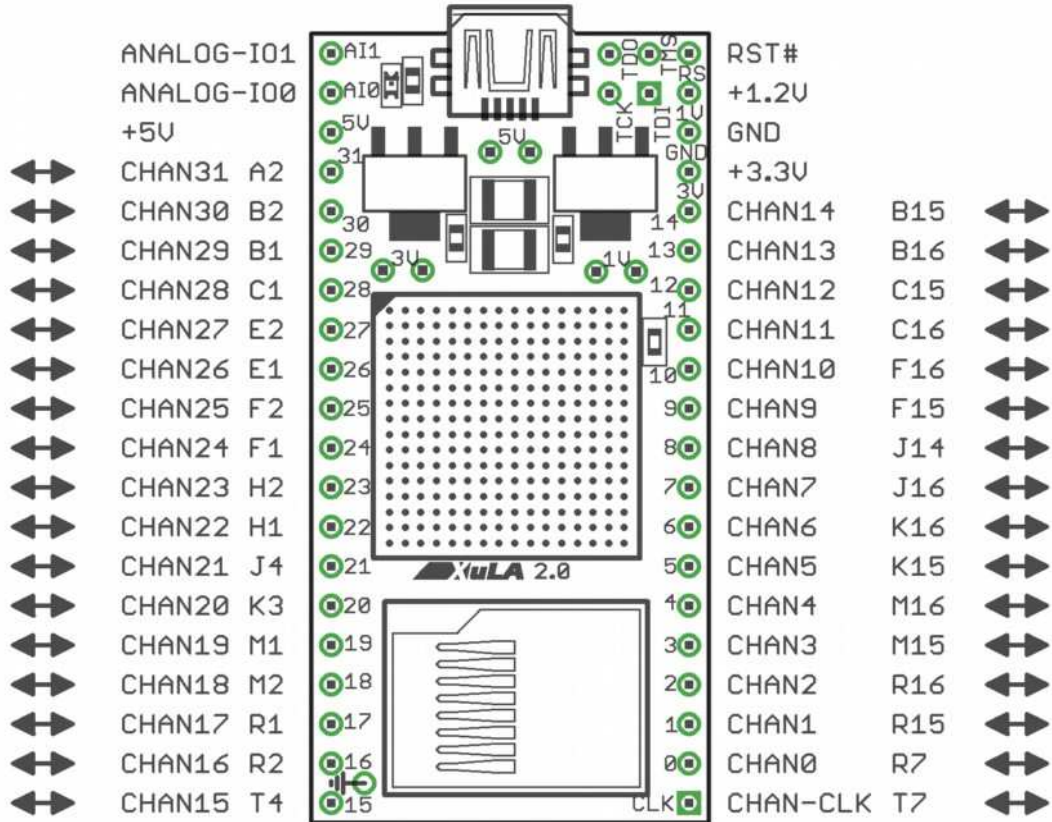 ANALOG-IO1 AI1 TDO TMS RST#
ANALOG-IO0 AI0 RS +1.2V
+5V 5V 5V TCK TDI 1V GND
CHAN31 A2 31 GND +3.3V
CHAN30 B2 30 3V 14 CHAN14 B15
CHAN29 B1 29 3V 1V 13 CHAN13 B16
CHAN28 C1 28 12 CHAN12 C15
CHAN27 E2 27 11 CHAN11 C16
CHAN26 E1 26 10 CHAN10 F16
CHAN25 F2 25 9 CHAN9 F15
CHAN24 F1 24 8 CHAN8 J14
CHAN23 H2 23 7 CHAN7 J16
CHAN22 H1 22 6 CHAN6 K16
CHAN21 J4 21 XuLA 2.0 5 CHAN5 K15
CHAN20 K3 20 4 CHAN4 M16
CHAN19 M1 19 3 CHAN3 M15
CHAN18 M2 18 2 CHAN2 R16
CHAN17 R1 17 1 CHAN1 R15
CHAN16 R2 16 0 CHAN0 R7
CHAN15 T4 15 CLK CHAN-CLK T7